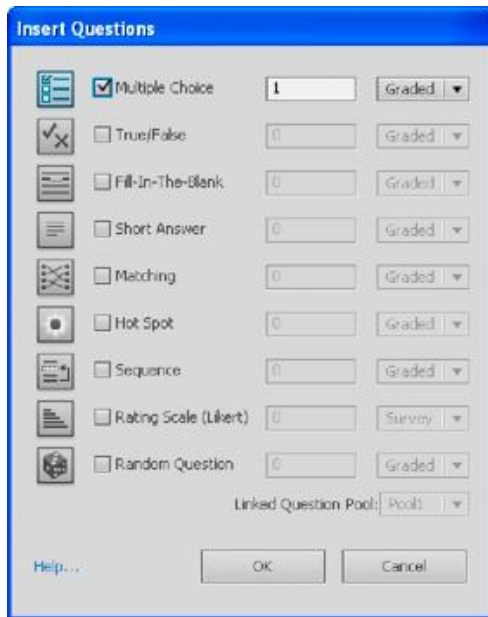 Insert Questions
Multiple Choice 1 Graded
True/False 0 Graded
Fill-In-The-Blank 0 Graded
Short Answer 0 Graded
Matching 0 Graded
Hot Spot 0 Graded
Sequence 0 Graded
Rating Scale (Likert) 0 Survey
Random Question 0 Graded
Linked Question Pool: Pool1
Help... OK Cancel